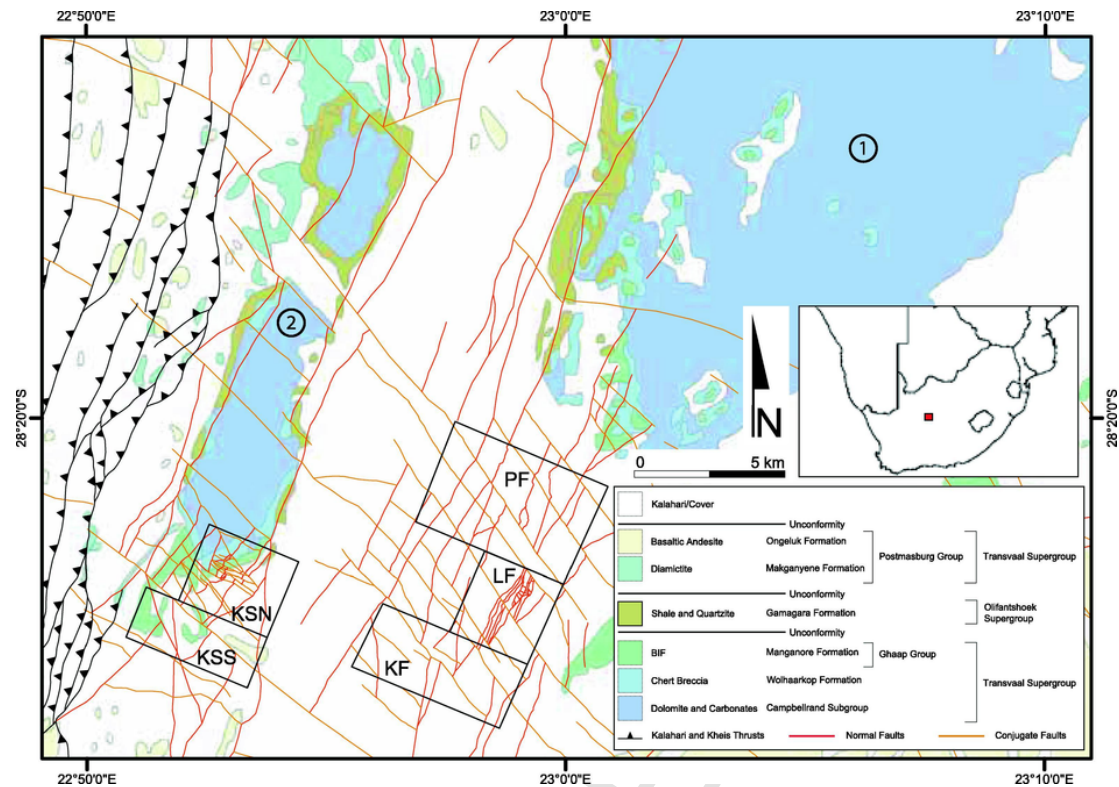 22°50'0"E 23°0'0"E 23°10'0"E
1
2
28°20'0"S 28°20'0"S
N
0 5 km
PF
LF
KSN
KSS
KF
Kalahari/Cover
Unconformity
Basaltic Andesite Ongeluk Formation
Postmasburg Group Transvaal Supergroup
Diamictite Makganyene Formation
Unconformity
Shale and Quartzite Gamagara Formation Olifantshoek
Supergroup
Unconformity
BIF Manganore Formation Ghaap Group
Chert Breccia Wolhaarkop Formation Transvaal Supergroup
Dolomite and Carbonates Campbellrand Subgroup
Kalahari and Kheis Thrusts Normal Faults Conjugate Faults
22°50'0"E 23°0'0"E 23°10'0"E